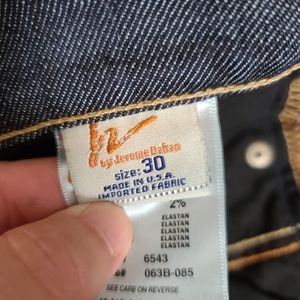 by Jerome Dahan
SIZE: 30
MADE IN U.S.A.
IMPORTED FABRIC
2%
ELASTAN
ELASTAN
ELASTAN
ELASTAN
6543
063B-085
SEE CARE ON REVERSE